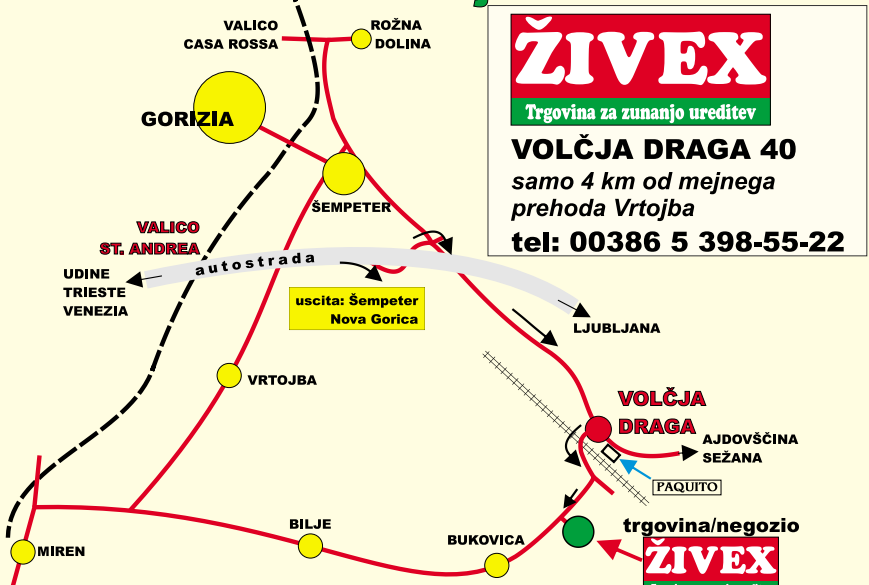 VALICO
CASA ROSSA
ROŽNA
DOLINA
GORIZIA
ŠEMPETER
ŽIVEX
Trgovina za zunanjo ureditev
VOLČJA DRAGA 40
samo 4 km od mejnega
prehoda Vrtojba
tel: 00386 5 398-55-22
VALICO
ST. ANDREA
autostrada
UDINE
TRIESTE
VENEZIA
uscita: Šempeter
Nova Gorica
LJUBLJANA
VRTOJBA
VOLČJA
DRAGA
AJDOVŠČINA
SEŽANA
PAQUITO
MIREN
BILJE
BUKOVICA
trgovina/negozio
ŽIVEX